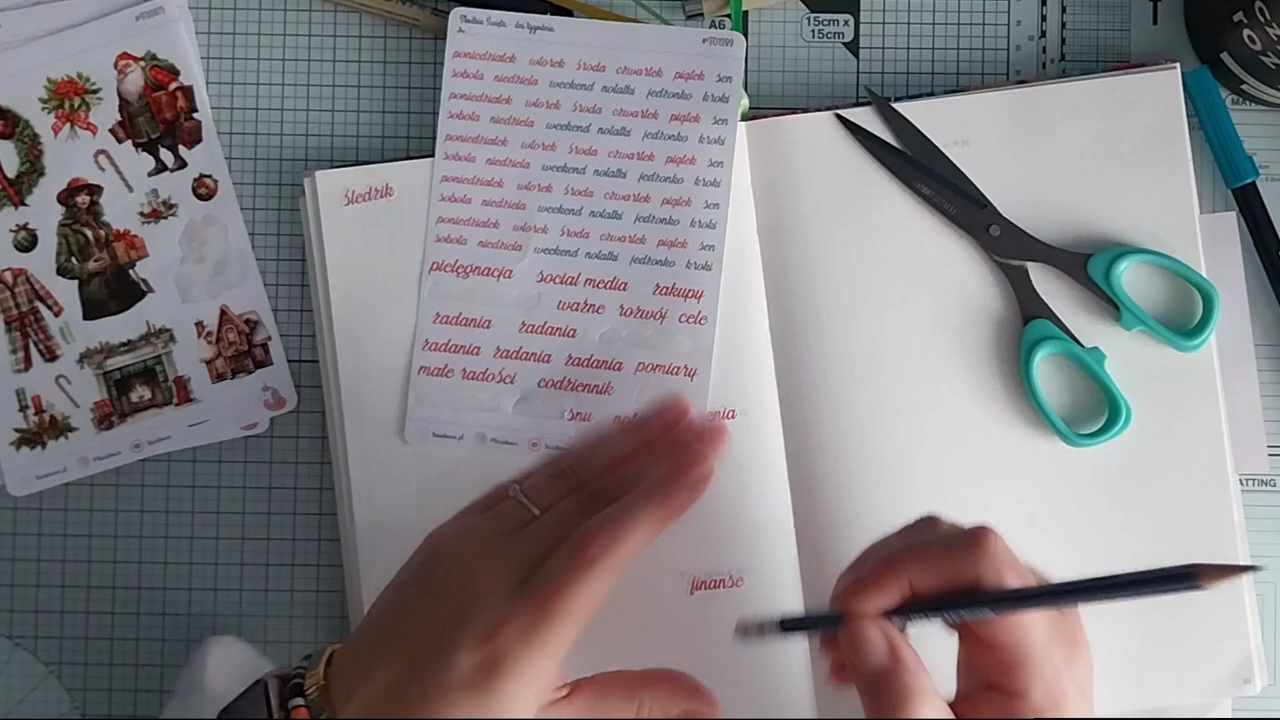 A6
15cm x
15cm
#F01289
poniedziałek wtorek środa czwartek piątek sen
sobota niedziela weekend notatki jedzonko kroki
poniedziałek wtorek środa czwartek piątek sen
sobota niedziela weekend notatki jedzonko kroki
poniedziałek wtorek środa czwartek piątek sen
sobota niedziela weekend notatki jedzonko kroki
poniedziałek wtorek środa czwartek piątek sen
sobota niedziela weekend notatki jedzonko kroki
poniedziałek wtorek środa czwartek piątek sen
sobota niedziela weekend notatki jedzonko kroki
pielęgnacja social media zakupy
ważne rozwój cele
zadania zadania
zadania zadania zadania pomiary
małe radości codziennik
snu
śledzik
finanse